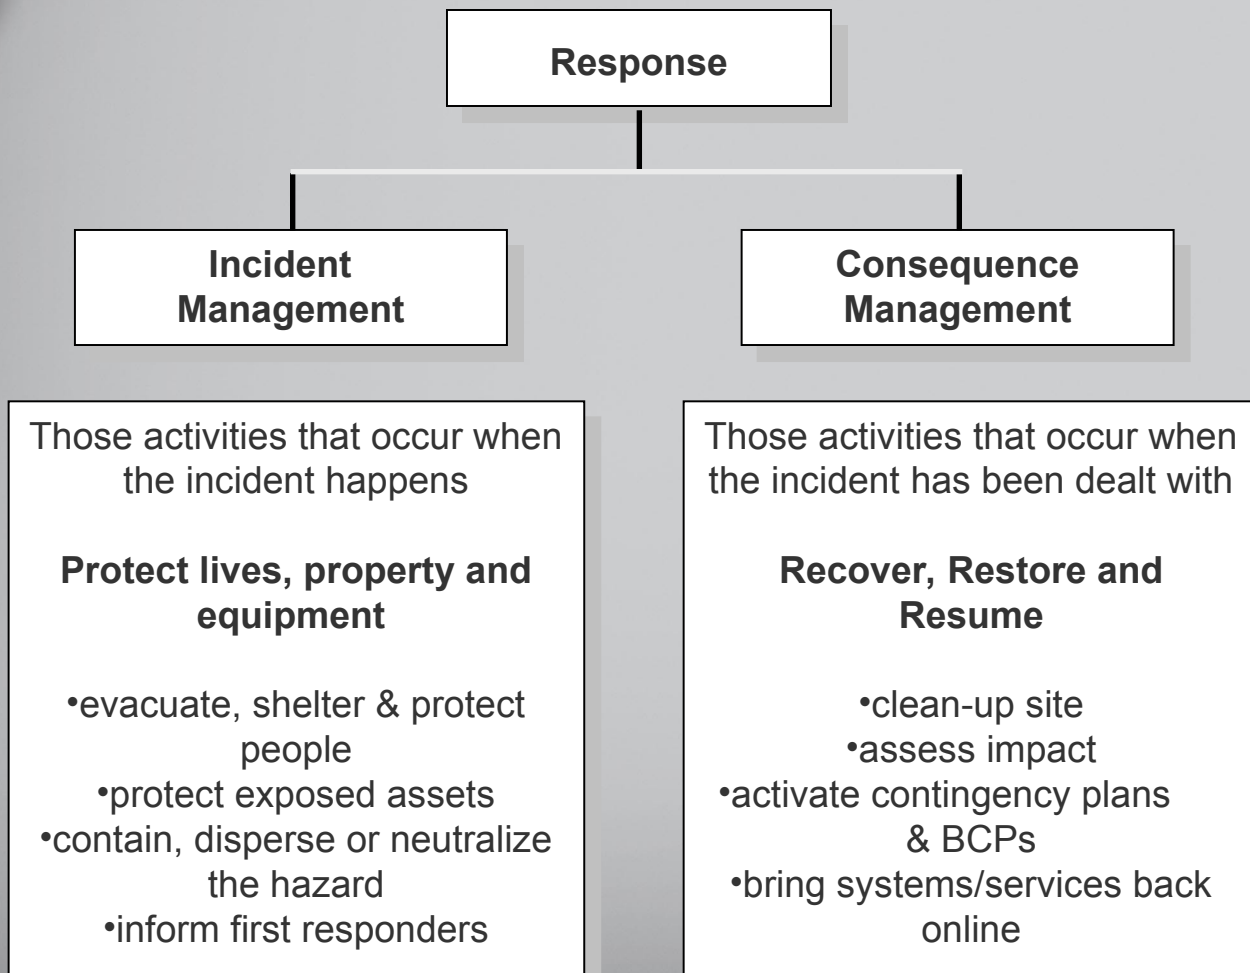 Response
Incident
Management
Consequence
Management
Those activities that occur when
the incident happens
Protect lives, property and
equipment
•evacuate, shelter & protect
people
•protect exposed assets
•contain, disperse or neutralize
the hazard
•inform first responders
Those activities that occur when
the incident has been dealt with
Recover, Restore and
Resume
•clean-up site
•assess impact
•activate contingency plans
& BCPs
•bring systems/services back
online